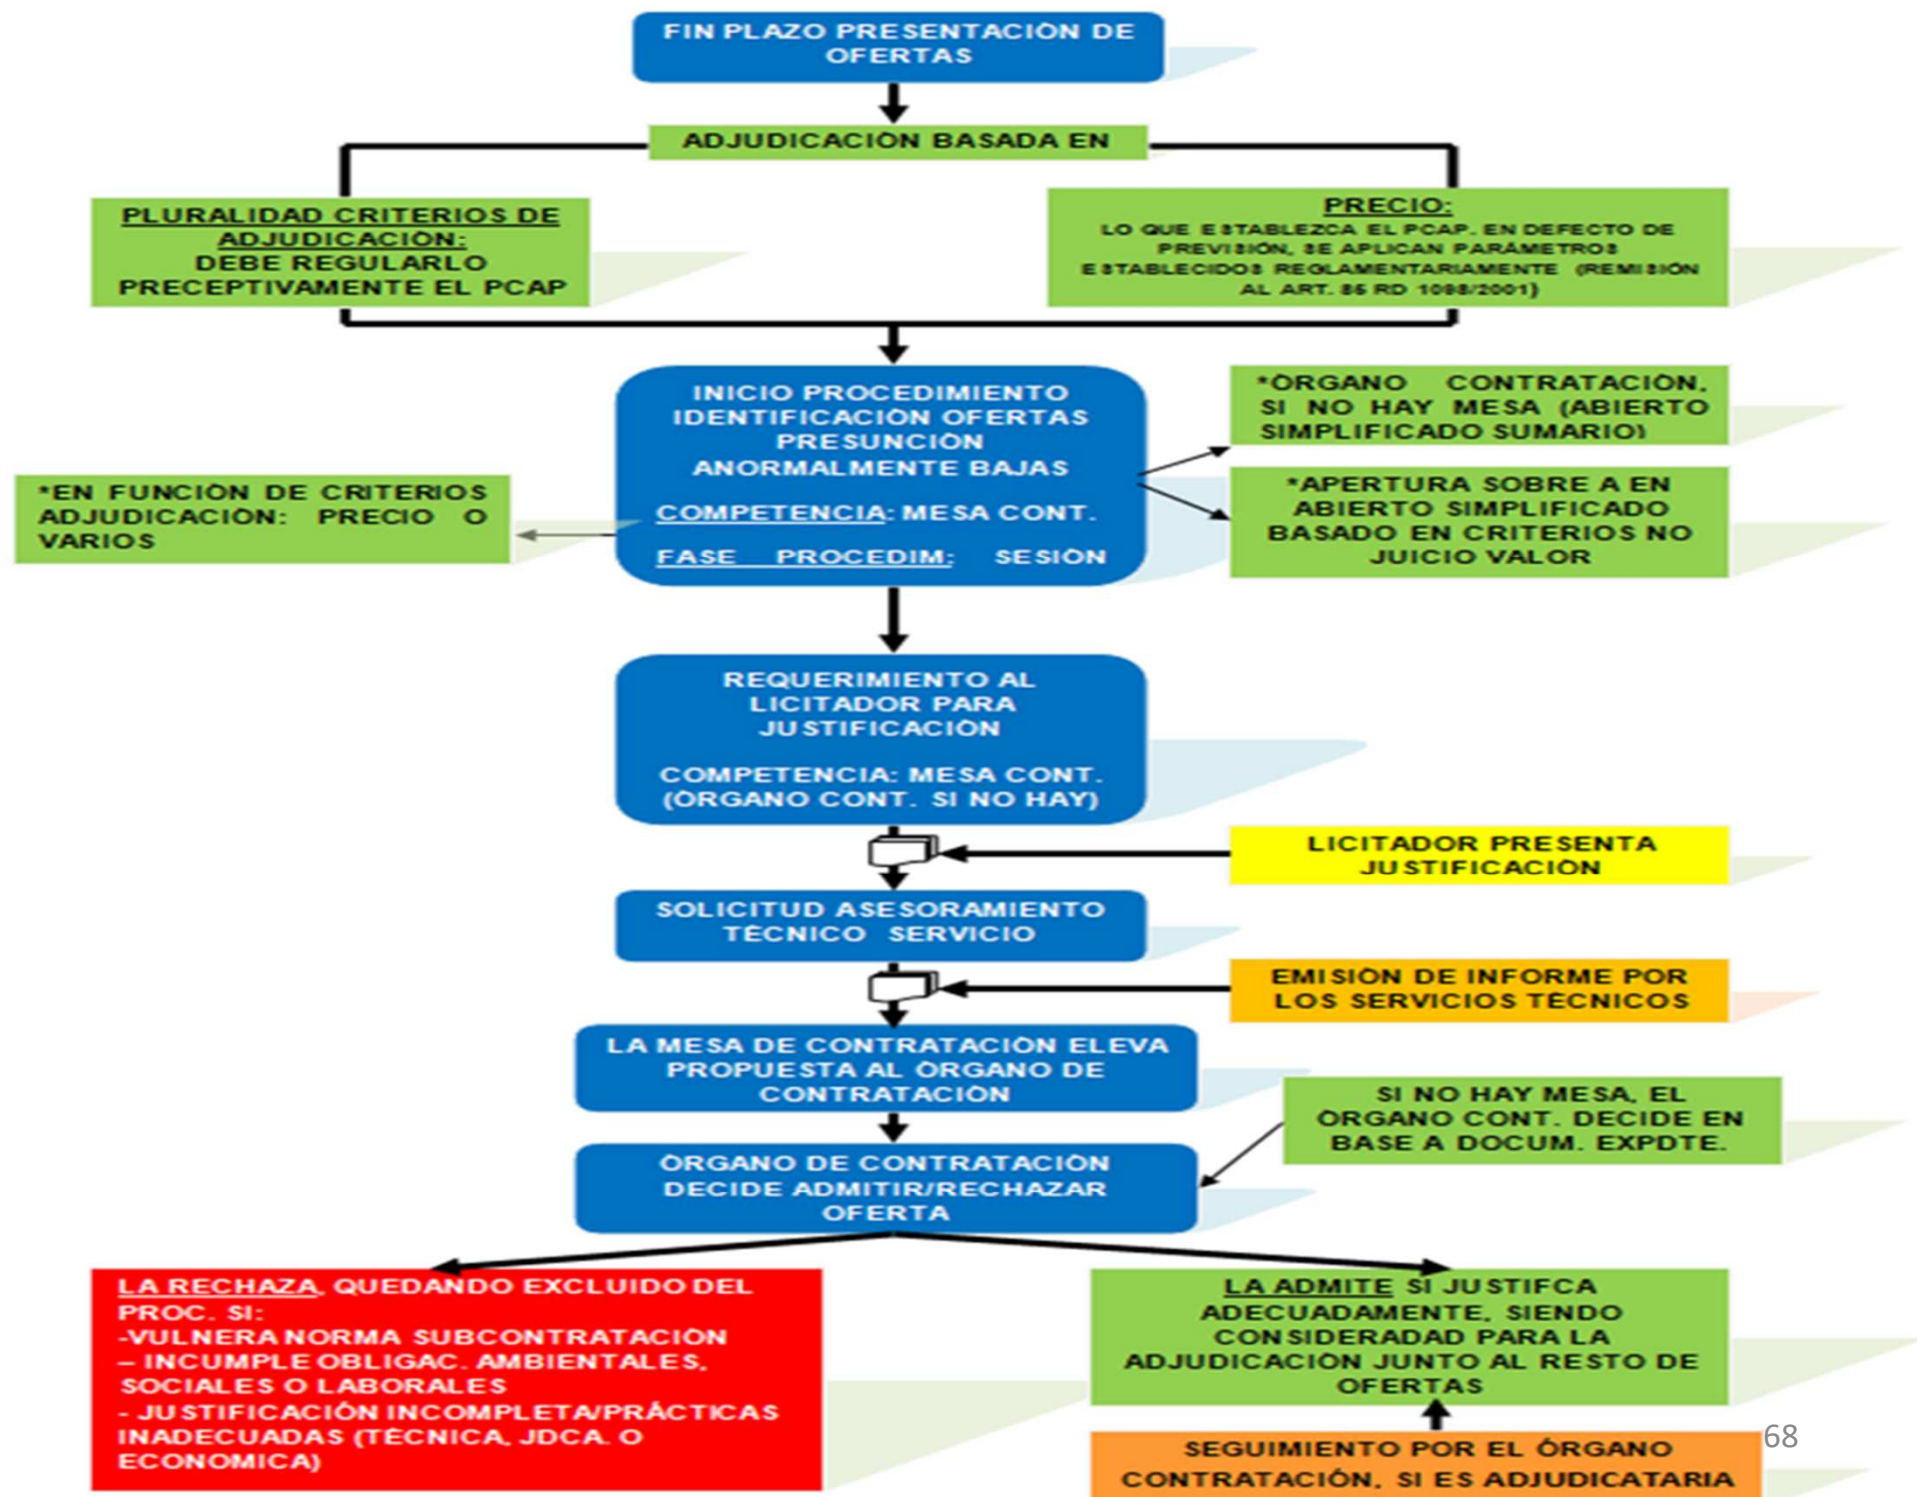 FIN PLAZO PRESENTACIÓN DE
OFERTAS
ADJUDICACIÓN BASADA EN
PLURALIDAD CRITERIOS DE
ADJUDICACIÓN:
DEBE REGULARLO
PRECEPTIVAMENTE EL PCAP
PRECIO:
LO QUE ESTABLEZCA EL PCAP. EN DEFECTO DE
PREVISIÓN, SE APLICAN PARÁMETROS
ESTABLECIDOS REGLAMENTARIAMENTE (REMISIÓN
AL ART. 85 RD 1098/2001)
INICIO PROCEDIMIENTO
IDENTIFICACIÓN OFERTAS
PRESUNCIÓN
ANORMALMENTE BAJAS
COMPETENCIA: MESA CONT.
FASE PROCEDIM: SESIÓN
*ÓRGANO CONTRATACIÓN,
SI NO HAY MESA (ABIERTO
SIMPLIFICADO SUMARIO)
*APERTURA SOBRE A EN
ABIERTO SIMPLIFICADO
BASADO EN CRITERIOS NO
JUICIO VALOR
*EN FUNCIÓN DE CRITERIOS
ADJUDICACIÓN: PRECIO O
VARIOS
REQUERIMIENTO AL
LICITADOR PARA
JUSTIFICACIÓN
COMPETENCIA: MESA CONT.
(ÓRGANO CONT. SI NO HAY)
LICITADOR PRESENTA
JUSTIFICACIÓN
SOLICITUD ASESORAMIENTO
TÉCNICO SERVICIO
EMISIÓN DE INFORME POR
LOS SERVICIOS TÉCNICOS
LA MESA DE CONTRATACIÓN ELEVA
PROPUESTA AL ÓRGANO DE
CONTRATACIÓN
SI NO HAY MESA, EL
ÓRGANO CONT. DECIDE EN
BASE A DOCUM. EXPDTE.
ÓRGANO DE CONTRATACIÓN
DECIDE ADMITIR/RECHAZAR
OFERTA
LA RECHAZA, QUEDANDO EXCLUIDO DEL
PROC. SI:
-VULNERA NORMA SUBCONTRATACIÓN
– INCUMPLE OBLIGAC. AMBIENTALES,
SOCIALES O LABORALES
- JUSTIFICACIÓN INCOMPLETA/PRÁCTICAS
INADECUADAS (TÉCNICA, JDCA. O
ECONOMICA)
LA ADMITE SI JUSTIFCA
ADECUADAMENTE, SIENDO
CONSIDERADAD PARA LA
ADJUDICACIÓN JUNTO AL RESTO DE
OFERTAS
SEGUIMIENTO POR EL ÓRGANO
CONTRATACIÓN, SI ES ADJUDICATARIA
68